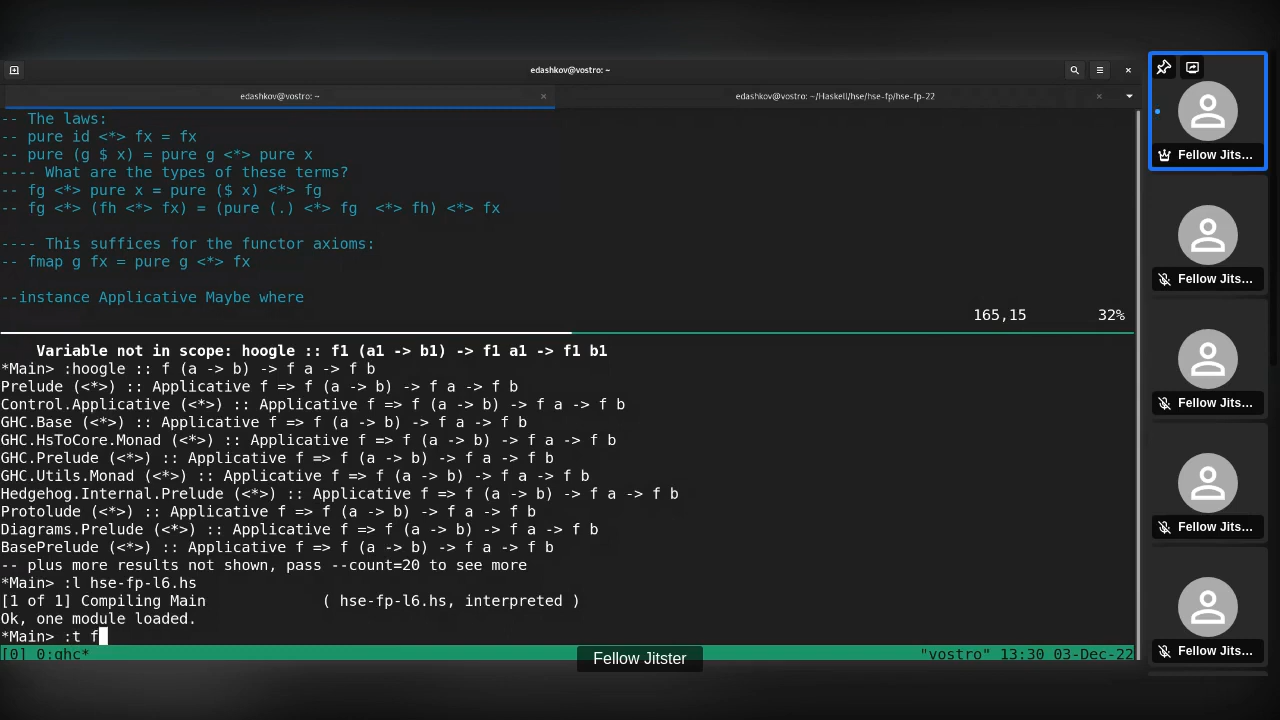 edashkov@vostro: ~
edashkov@vostro: ~
edashkov@vostro: ~/Haskell/hse/hse-fp/hse-fp-22
-- The laws:
-- pure id <*> fx = fx
-- pure (g $ x) = pure g <*> pure x
---- What are the types of these terms?
-- fg <*> pure x = pure ($ x) <*> fg
-- fg <*> (fh <*> fx) = (pure (.) <*> fg  <*> fh) <*> fx
---- This suffices for the functor axioms:
-- fmap g fx = pure g <*> fx
--instance Applicative Maybe where
165,15 32%
Variable not in scope: hoogle :: f1 (a1 -> b1) -> f1 a1 -> f1 b1
*Main> :hoogle :: f (a -> b) -> f a -> f b
Prelude (<*>) :: Applicative f => f (a -> b) -> f a -> f b
Control.Applicative (<*>) :: Applicative f => f (a -> b) -> f a -> f b
GHC.Base (<*>) :: Applicative f => f (a -> b) -> f a -> f b
GHC.HsToCore.Monad (<*>) :: Applicative f => f (a -> b) -> f a -> f b
GHC.Prelude (<*>) :: Applicative f => f (a -> b) -> f a -> f b
GHC.Utils.Monad (<*>) :: Applicative f => f (a -> b) -> f a -> f b
Hedgehog.Internal.Prelude (<*>) :: Applicative f => f (a -> b) -> f a -> f b
Protolude (<*>) :: Applicative f => f (a -> b) -> f a -> f b
Diagrams.Prelude (<*>) :: Applicative f => f (a -> b) -> f a -> f b
BasePrelude (<*>) :: Applicative f => f (a -> b) -> f a -> f b
-- plus more results not shown, pass --count=20 to see more
*Main> :l hse-fp-l6.hs
[1 of 1] Compiling Main             ( hse-fp-l6.hs, interpreted )
Ok, one module loaded.
*Main> :t f
[0] 0:ghc* "vostro" 13:30 03-Dec-22
Fellow Jitster
Fellow Jits...
Fellow Jits...
Fellow Jits...
Fellow Jits...
Fellow Jits...